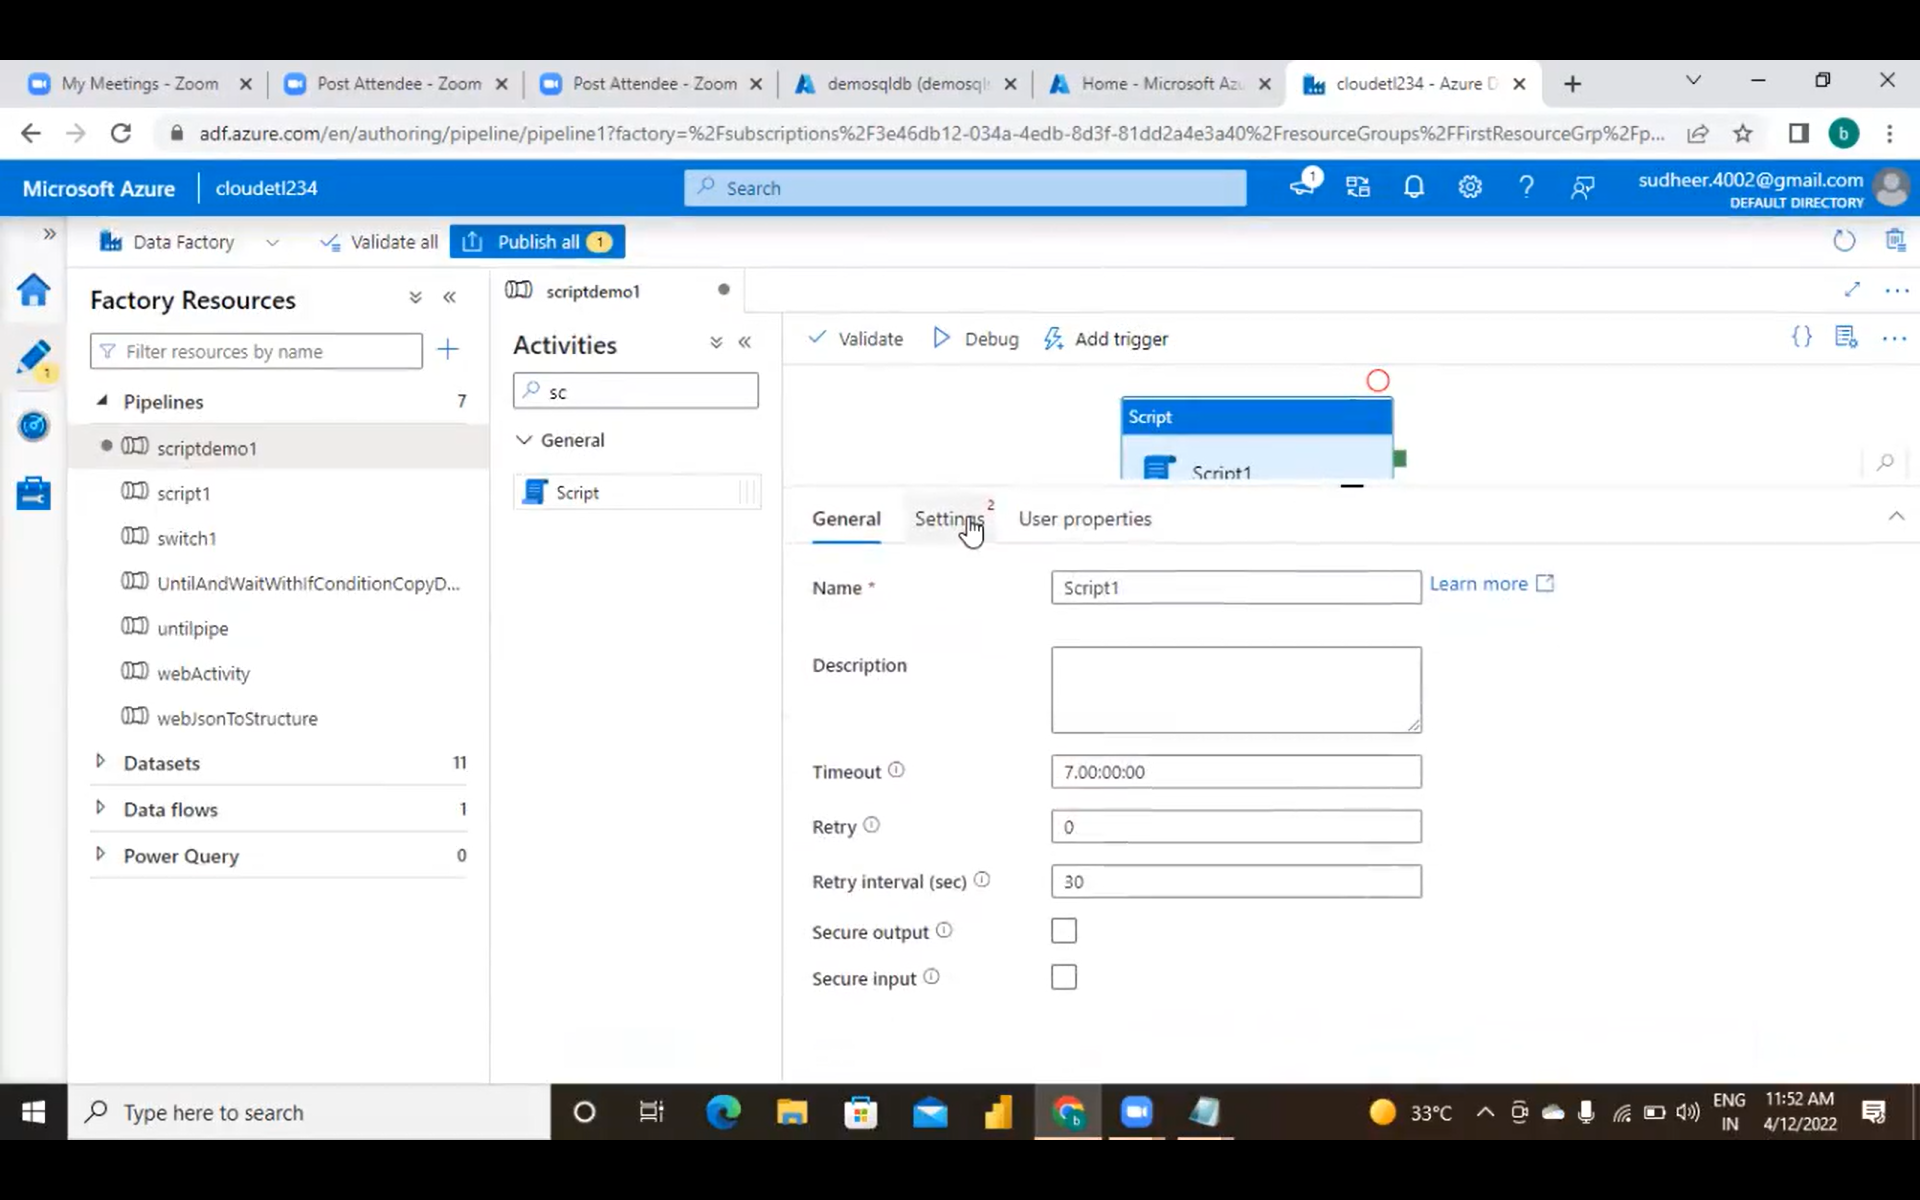 My Meetings - Zoom
Post Attendee - Zoom
Post Attendee - Zoom
demosqldb (demosql
Home - Microsoft Azu
cloudetl234 - Azure D
adf.azure.com/en/authoring/pipeline/pipeline1?factory=%2Fsubscriptions%2F3e46db12-034a-4edb-8d3f-81dd2a4e3a40%2FresourceGroups%2FFirstResourceGrp%2Fp...
b
Microsoft Azure
cloudetl234
Search
1
sudheer.4002@gmail.com
DEFAULT DIRECTORY
Data Factory
Validate all
Publish all 1
Factory Resources
Filter resources by name
1
Pipelines 7
scriptdemo1
script1
switch1
UntilAndWaitWithIfConditionCopyD...
untilpipe
webActivity
webJsonToStructure
Datasets 11
Data flows 1
Power Query 0
scriptdemo1
Activities
sc
General
Script
Validate
Debug
Add trigger
{}
Script
Script1
General
Settings 2
User properties
Name *
Script1
Learn more
Description
Timeout
7.00:00:00
Retry
0
Retry interval (sec)
30
Secure output
Secure input
Type here to search
b
33°C
ENG
IN
11:52 AM
4/12/2022